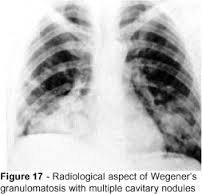 Figure 17 - Radiological aspect of Wegener's
granulomatosis with multiple cavitary nodules